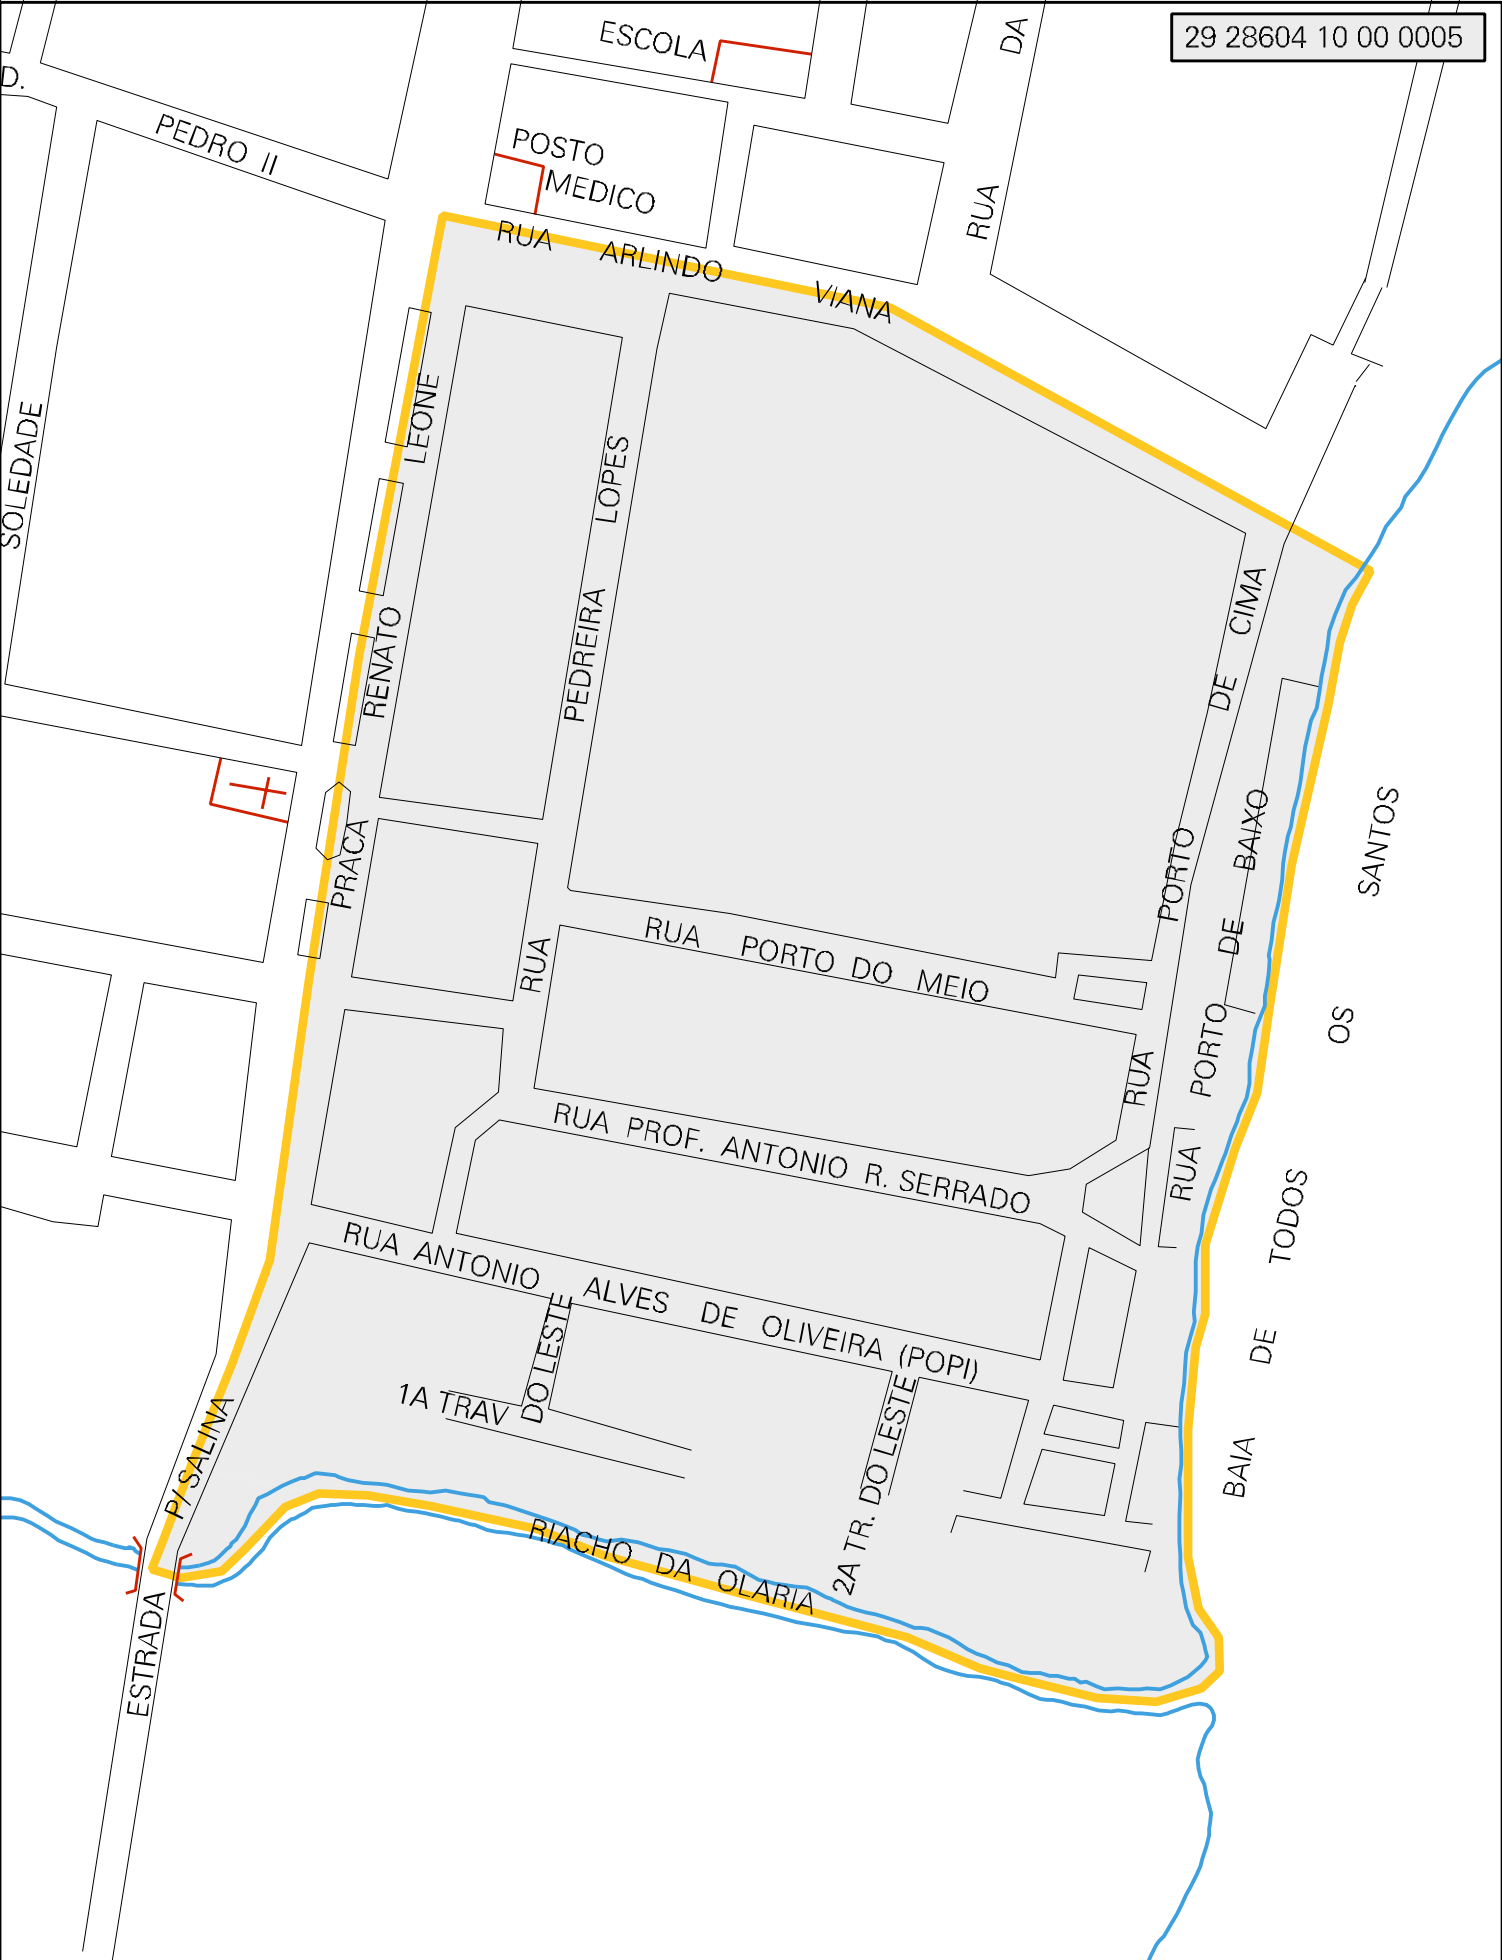 29 28604 10 00 0005
ESCOLA
DA
D.
PEDRO II
POSTO
MEDICO
RUA
RUA ARLINDO VIANA
SOLEDADE
PRACA RENATO LEONE
RUA PEDREIRA LOPES
RUA PORTO DE CIMA
RUA PORTO DE BAIXO
RUA PORTO DO MEIO
RUA PROF. ANTONIO R. SERRADO
RUA ANTONIO ALVES DE OLIVEIRA (POPI)
1A TRAV DO LESTE
2A TR. DO LESTE
BAIA DE TODOS OS SANTOS
RIACHO DA OLARIA
ESTRADA P/ SALINA